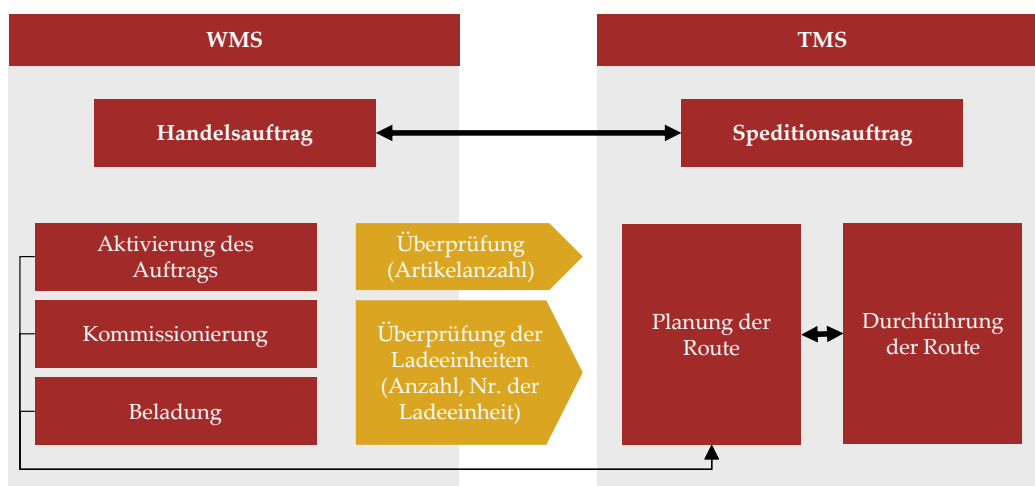 WMS
TMS
Handelsauftrag
Speditionsauftrag
Aktivierung des
Auftrags
Überprüfung
(Artikelanzahl)
Kommissionierung
Überprüfung der
Ladeeinheiten
(Anzahl, Nr. der
Ladeeinheit)
Beladung
Planung der
Route
Durchführung
der Route